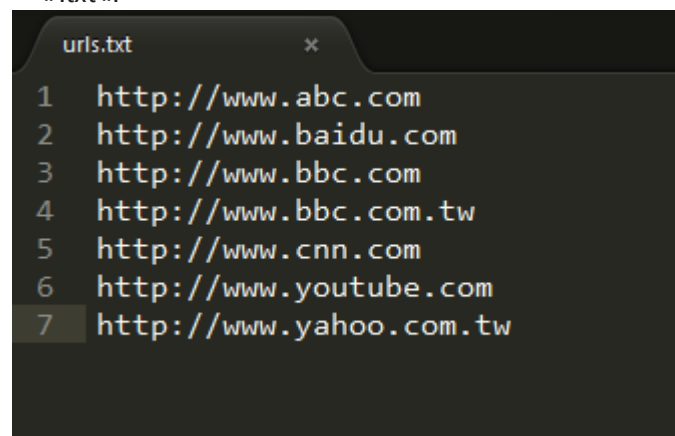 urls.txt ×
1 http://www.abc.com
2 http://www.baidu.com
3 http://www.bbc.com
4 http://www.bbc.com.tw
5 http://www.cnn.com
6 http://www.youtube.com
7 http://www.yahoo.com.tw